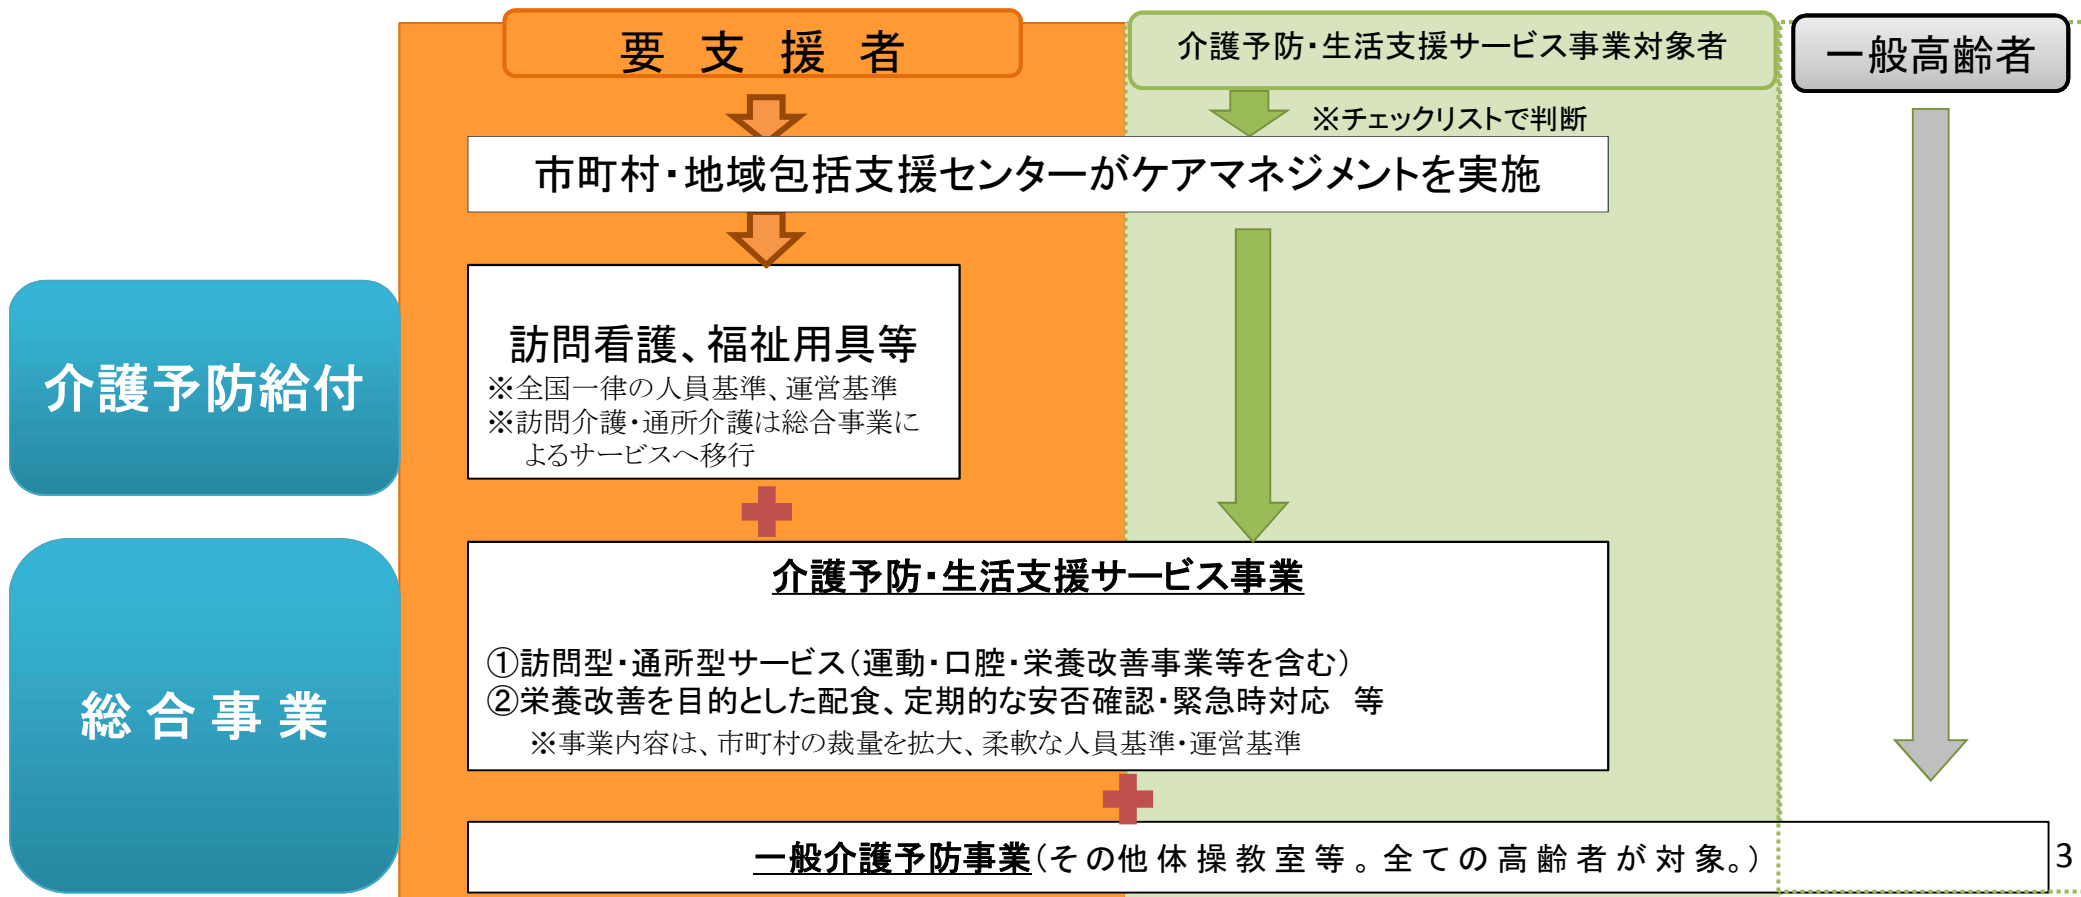 要支援者
介護予防・生活支援サービス事業対象者
一般高齢者
※チェックリストで判断
市町村・地域包括支援センターがケアマネジメントを実施
介護予防給付
訪問看護、福祉用具等
※全国一律の人員基準、運営基準
※訪問介護・通所介護は総合事業に
よるサービスへ移行
総合事業
介護予防・生活支援サービス事業
①訪問型・通所型サービス（運動・口腔・栄養改善事業等を含む）
②栄養改善を目的とした配食、定期的な安否確認・緊急時対応　等
※事業内容は、市町村の裁量を拡大、柔軟な人員基準・運営基準
一般介護予防事業（その他体操教室等。全ての高齢者が対象。）
3